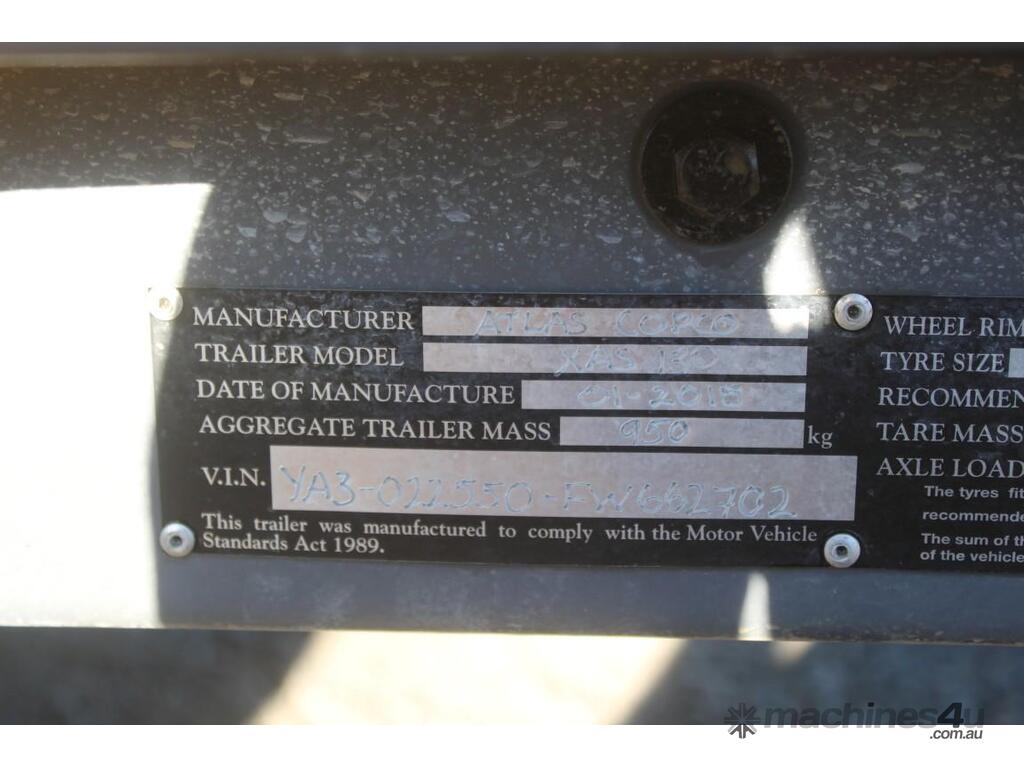 MANUFACTURER ATLAS COPCO
TRAILER MODEL XAS 130
DATE OF MANUFACTURE 01-2015
AGGREGATE TRAILER MASS 950 kg
V.I.N. YA3-022550-FW662702
This trailer was manufactured to comply with the Motor Vehicle
Standards Act 1989.
WHEEL RIM
TYRE SIZE
RECOMMEN
TARE MASS
AXLE LOAD
The tyres fit
recommende
The sum of th
of the vehicle
machines4u
.com.au